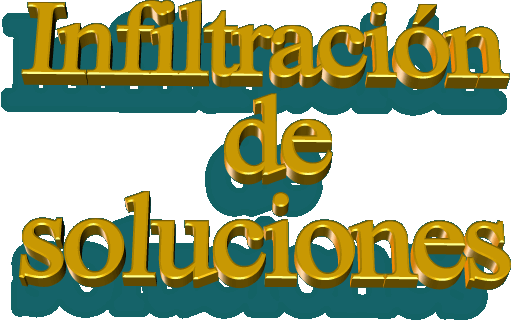 Infiltración
de
soluciones